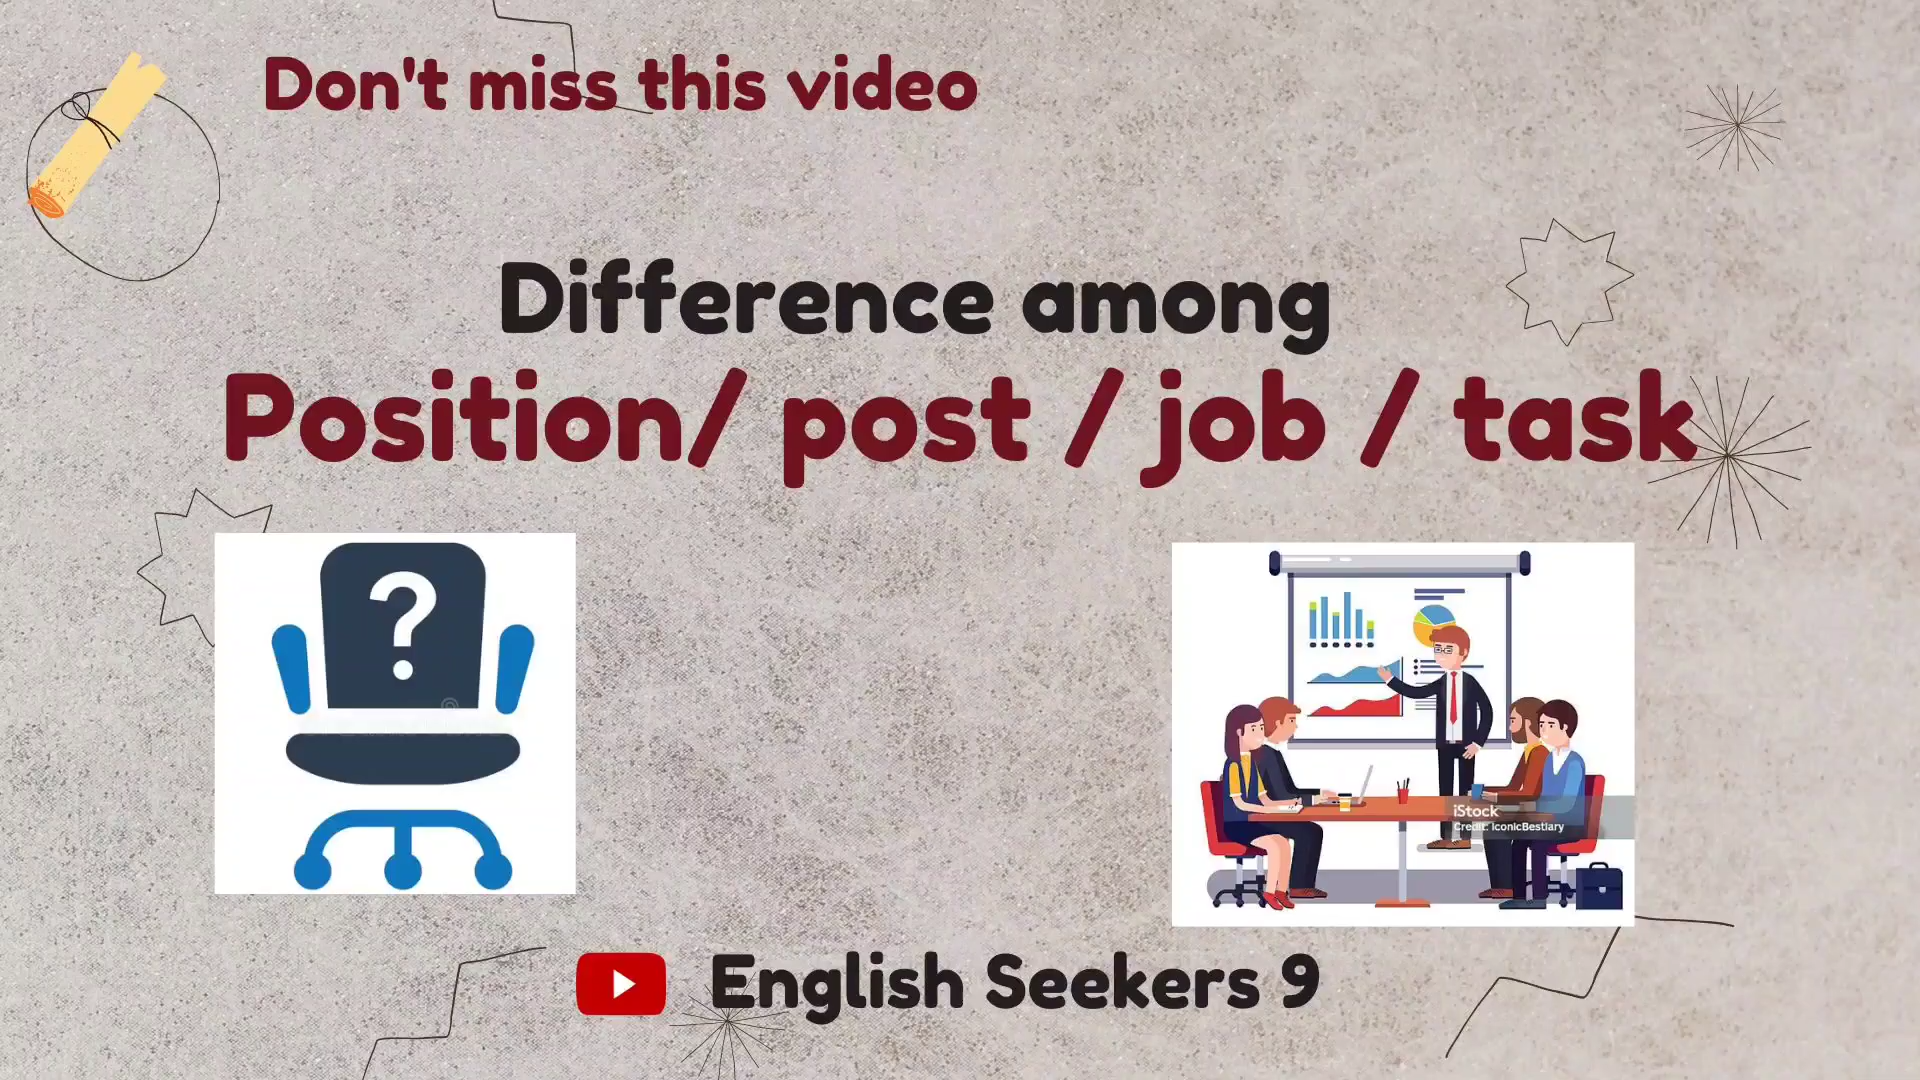 Don't miss this video
Difference among
Position/ post / job / task
?
iStock
Credit: IconicBestiary
English Seekers 9